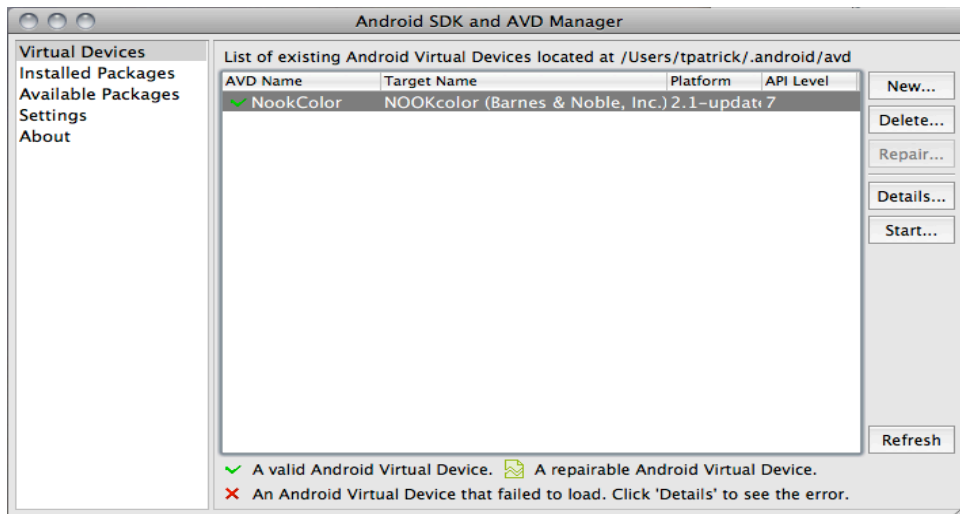 Android SDK and AVD Manager
Virtual Devices
Installed Packages
Available Packages
Settings
About
List of existing Android Virtual Devices located at /Users/tpatrick/.android/avd
AVD Name Target Name Platform API Level
NookColor NOOKcolor (Barnes & Noble, Inc.) 2.1-update 7
New...
Delete...
Repair...
Details...
Start...
Refresh
A valid Android Virtual Device. A repairable Android Virtual Device.
An Android Virtual Device that failed to load. Click 'Details' to see the error.